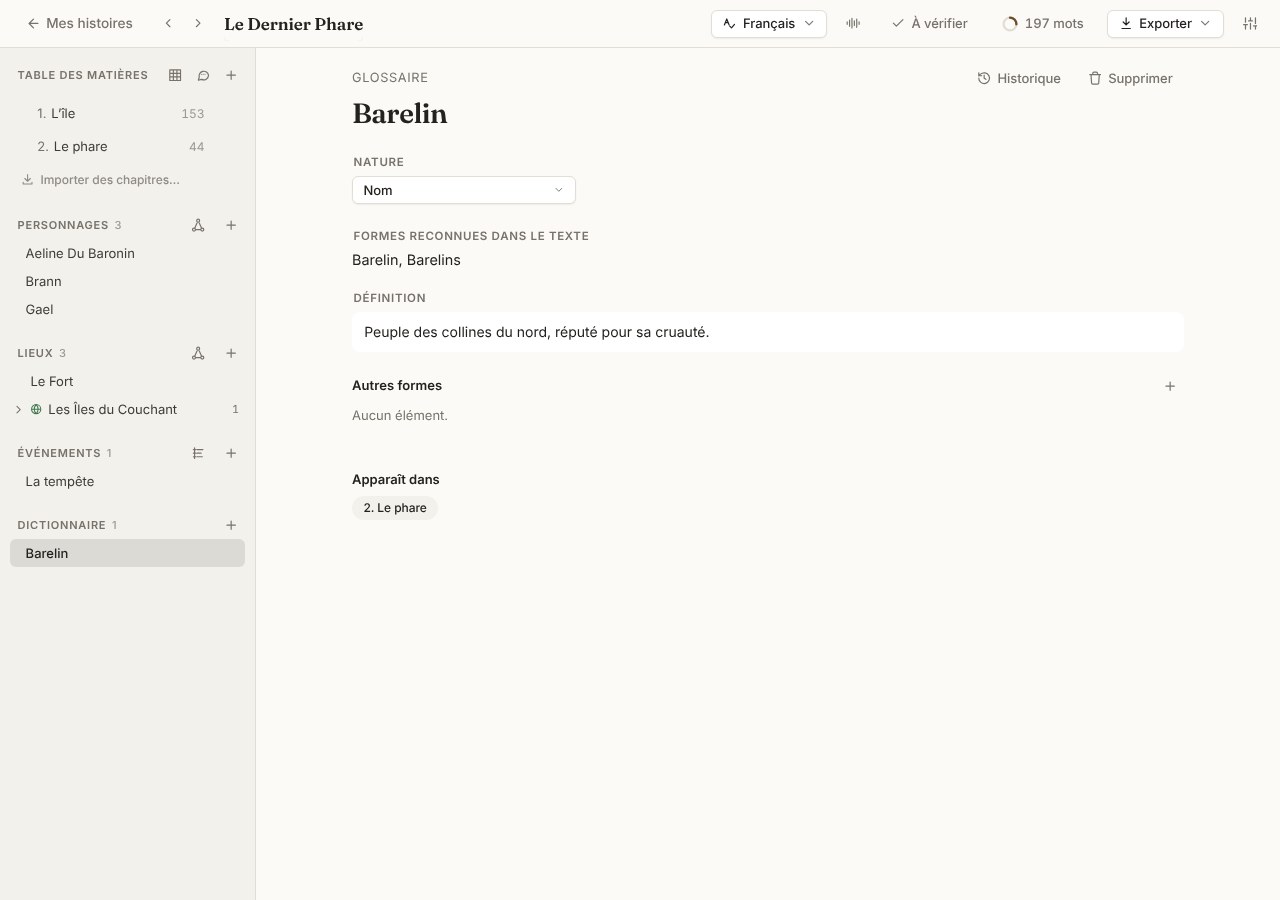 Mes histoires
Le Dernier Phare
Français
À vérifier
197 mots
Exporter
TABLE DES MATIÈRES
1. L'île 153
2. Le phare 44
Importer des chapitres...
PERSONNAGES 3
Aeline Du Baronin
Brann
Gael
LIEUX 3
Le Fort
Les Îles du Couchant 1
ÉVÉNEMENTS 1
La tempête
DICTIONNAIRE 1
Barelin
GLOSSAIRE
Historique
Supprimer
Barelin
NATURE
Nom
FORMES RECONNUES DANS LE TEXTE
Barelin, Barelins
DÉFINITION
Peuple des collines du nord, réputé pour sa cruauté.
Autres formes
Aucun élément.
Apparaît dans
2. Le phare